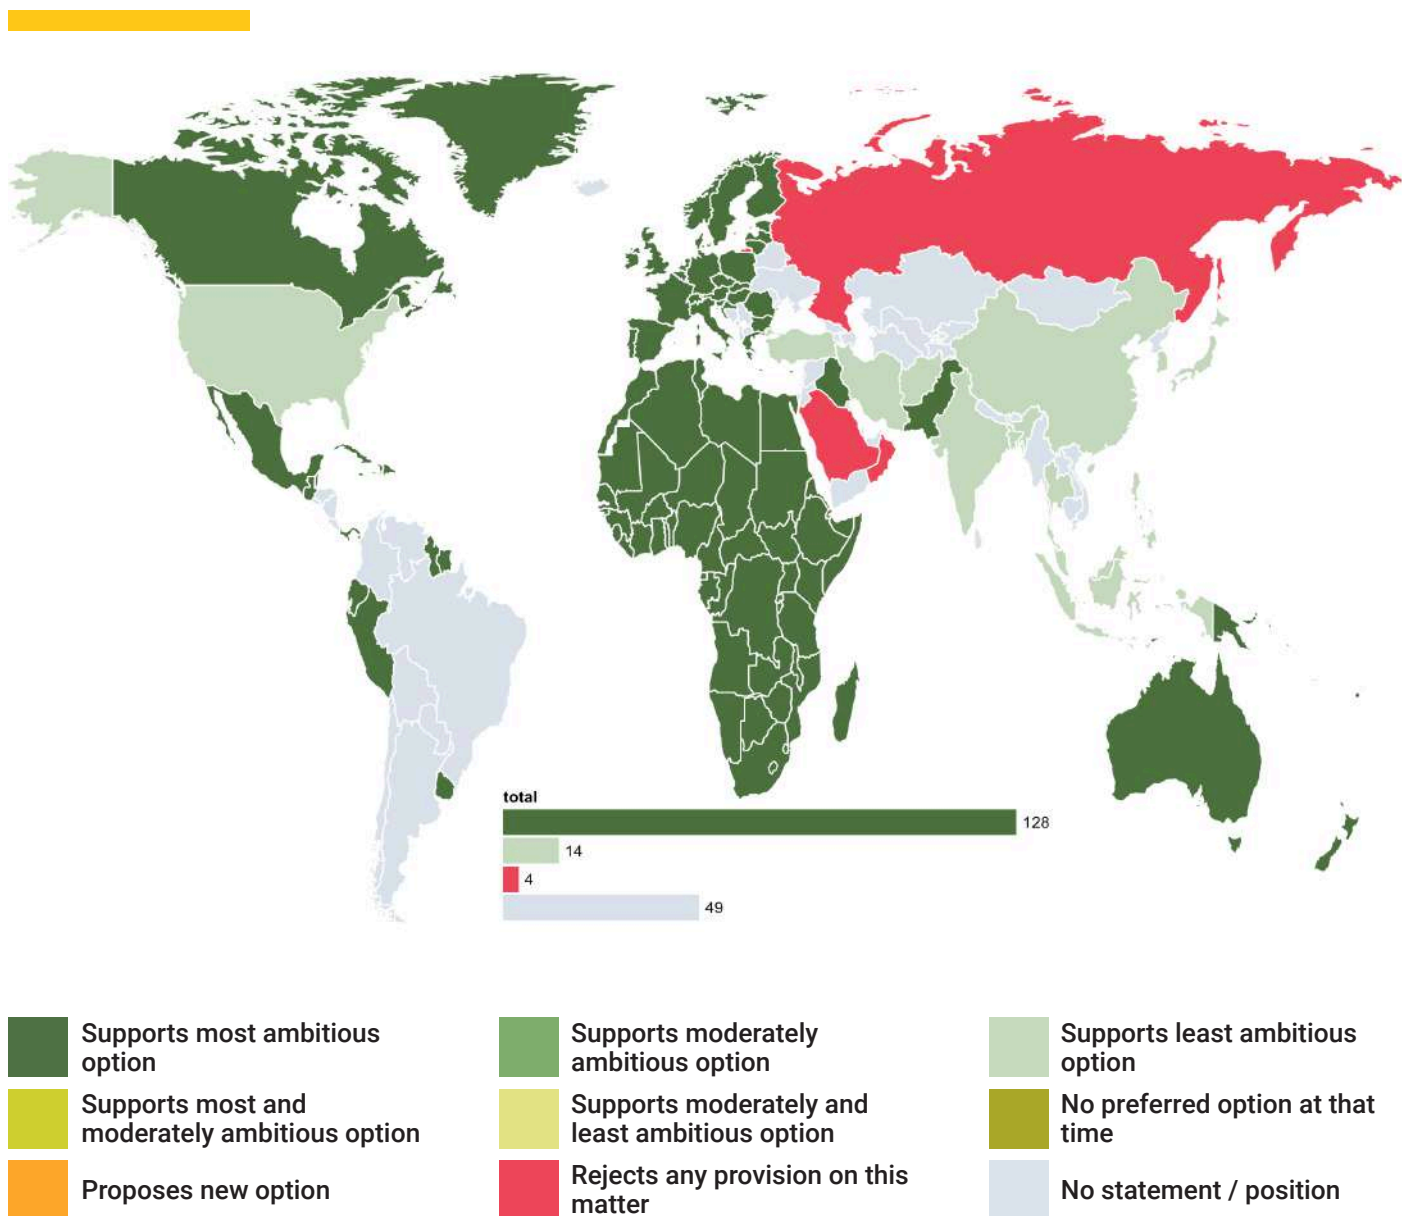 total
128
14
4
49
Supports most ambitious
option
Supports moderately
ambitious option
Supports least ambitious
option
Supports most and
moderately ambitious option
Supports moderately and
least ambitious option
No preferred option at that
time
Proposes new option
Rejects any provision on this
matter
No statement / position